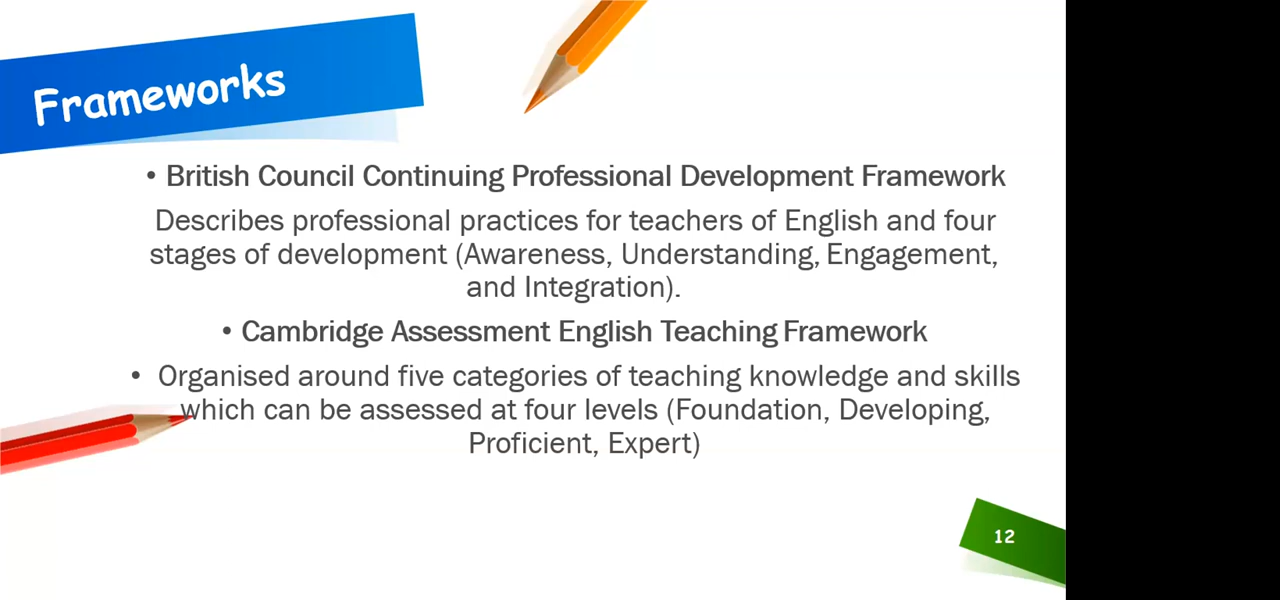 Frameworks
• British Council Continuing Professional Development Framework
Describes professional practices for teachers of English and four
stages of development (Awareness, Understanding, Engagement,
and Integration).
• Cambridge Assessment English Teaching Framework
• Organised around five categories of teaching knowledge and skills
which can be assessed at four levels (Foundation, Developing,
Proficient, Expert)
12